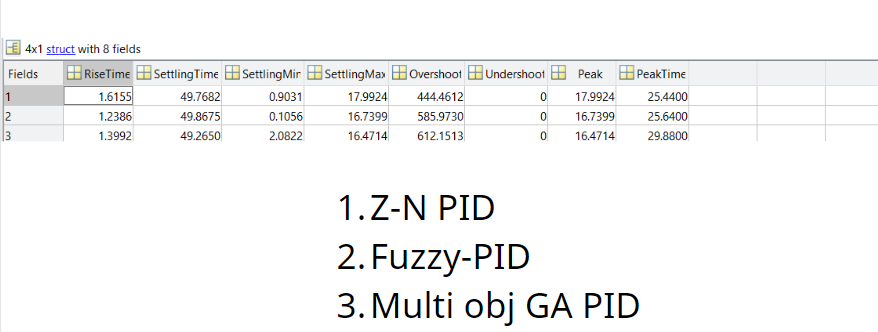 4x1 struct with 8 fields
Fields RiseTime SettlingTime SettlingMin SettlingMax Overshoot Undershoot Peak PeakTime
1 1.6155 49.7682 0.9031 17.9924 444.4612 0 17.9924 25.4400
2 1.2386 49.8675 0.1056 16.7399 585.9730 0 16.7399 25.6400
3 1.3992 49.2650 2.0822 16.4714 612.1513 0 16.4714 29.8800
1. Z-N PID
2. Fuzzy-PID
3. Multi obj GA PID